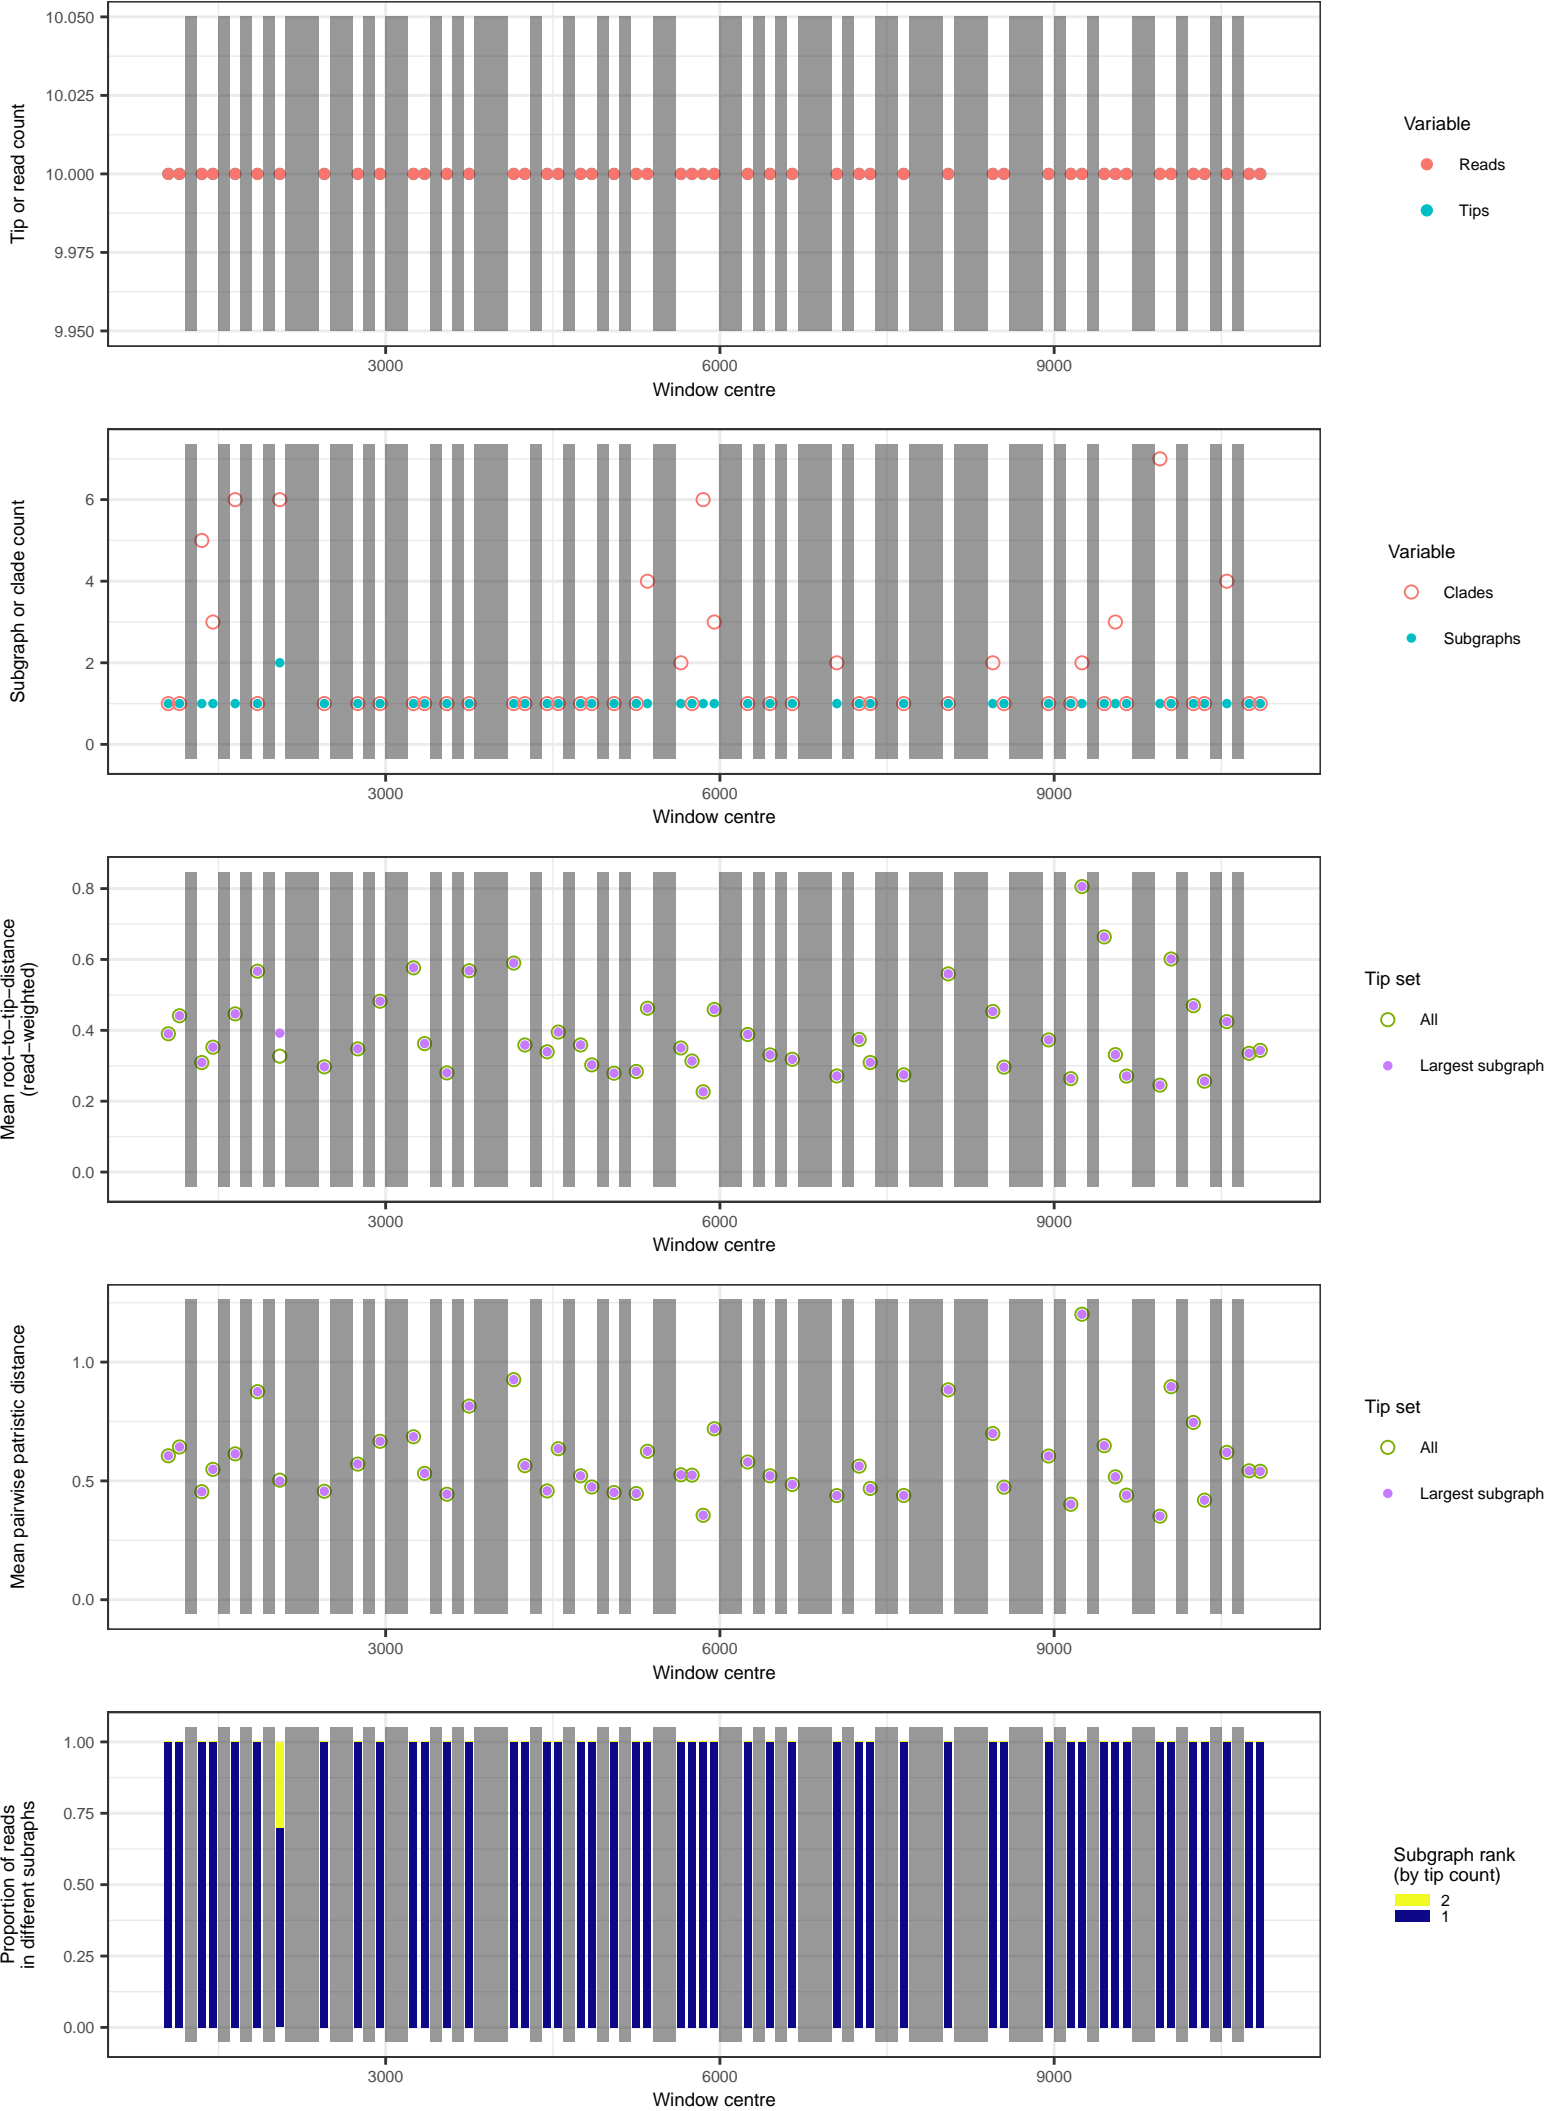 10.050
10.025
10.000
9.975
9.950
Tip or read count
3000
6000
9000
Window centre
Variable
Reads
Tips
6
4
2
0
Subgraph or clade count
3000
6000
9000
Window centre
Variable
Clades
Subgraphs
0.8
0.6
0.4
0.2
0.0
Mean root−to−tip−distance
(read−weighted)
3000
6000
9000
Window centre
Tip set
All
Largest subgraph
1.0
0.5
0.0
Mean pairwise patristic distance
3000
6000
9000
Window centre
Tip set
All
Largest subgraph
1.00
0.75
0.50
0.25
0.00
Proportion of reads
in different subraphs
3000
6000
9000
Window centre
Subgraph rank
(by tip count)
2
1